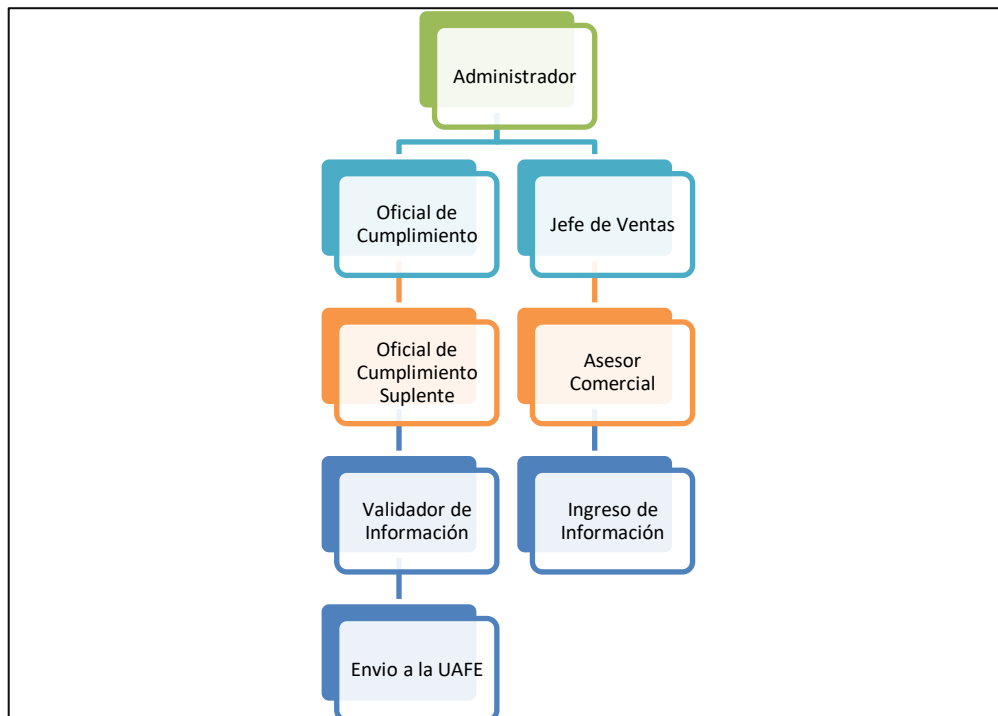 Administrador
Oficial de
Cumplimiento
Jefe de Ventas
Oficial de
Cumplimiento
Suplente
Asesor
Comercial
Validador de
Información
Ingreso de
Información
Envio a la UAFE